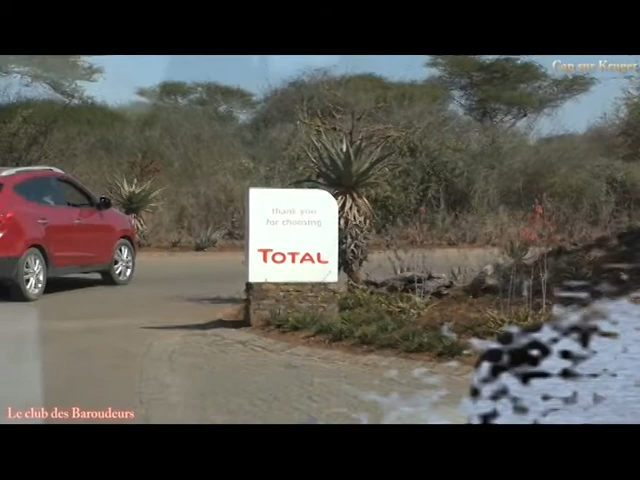 Cap sur Kruger
thank you
for choosing
TOTAL
Le club des Baroudeurs